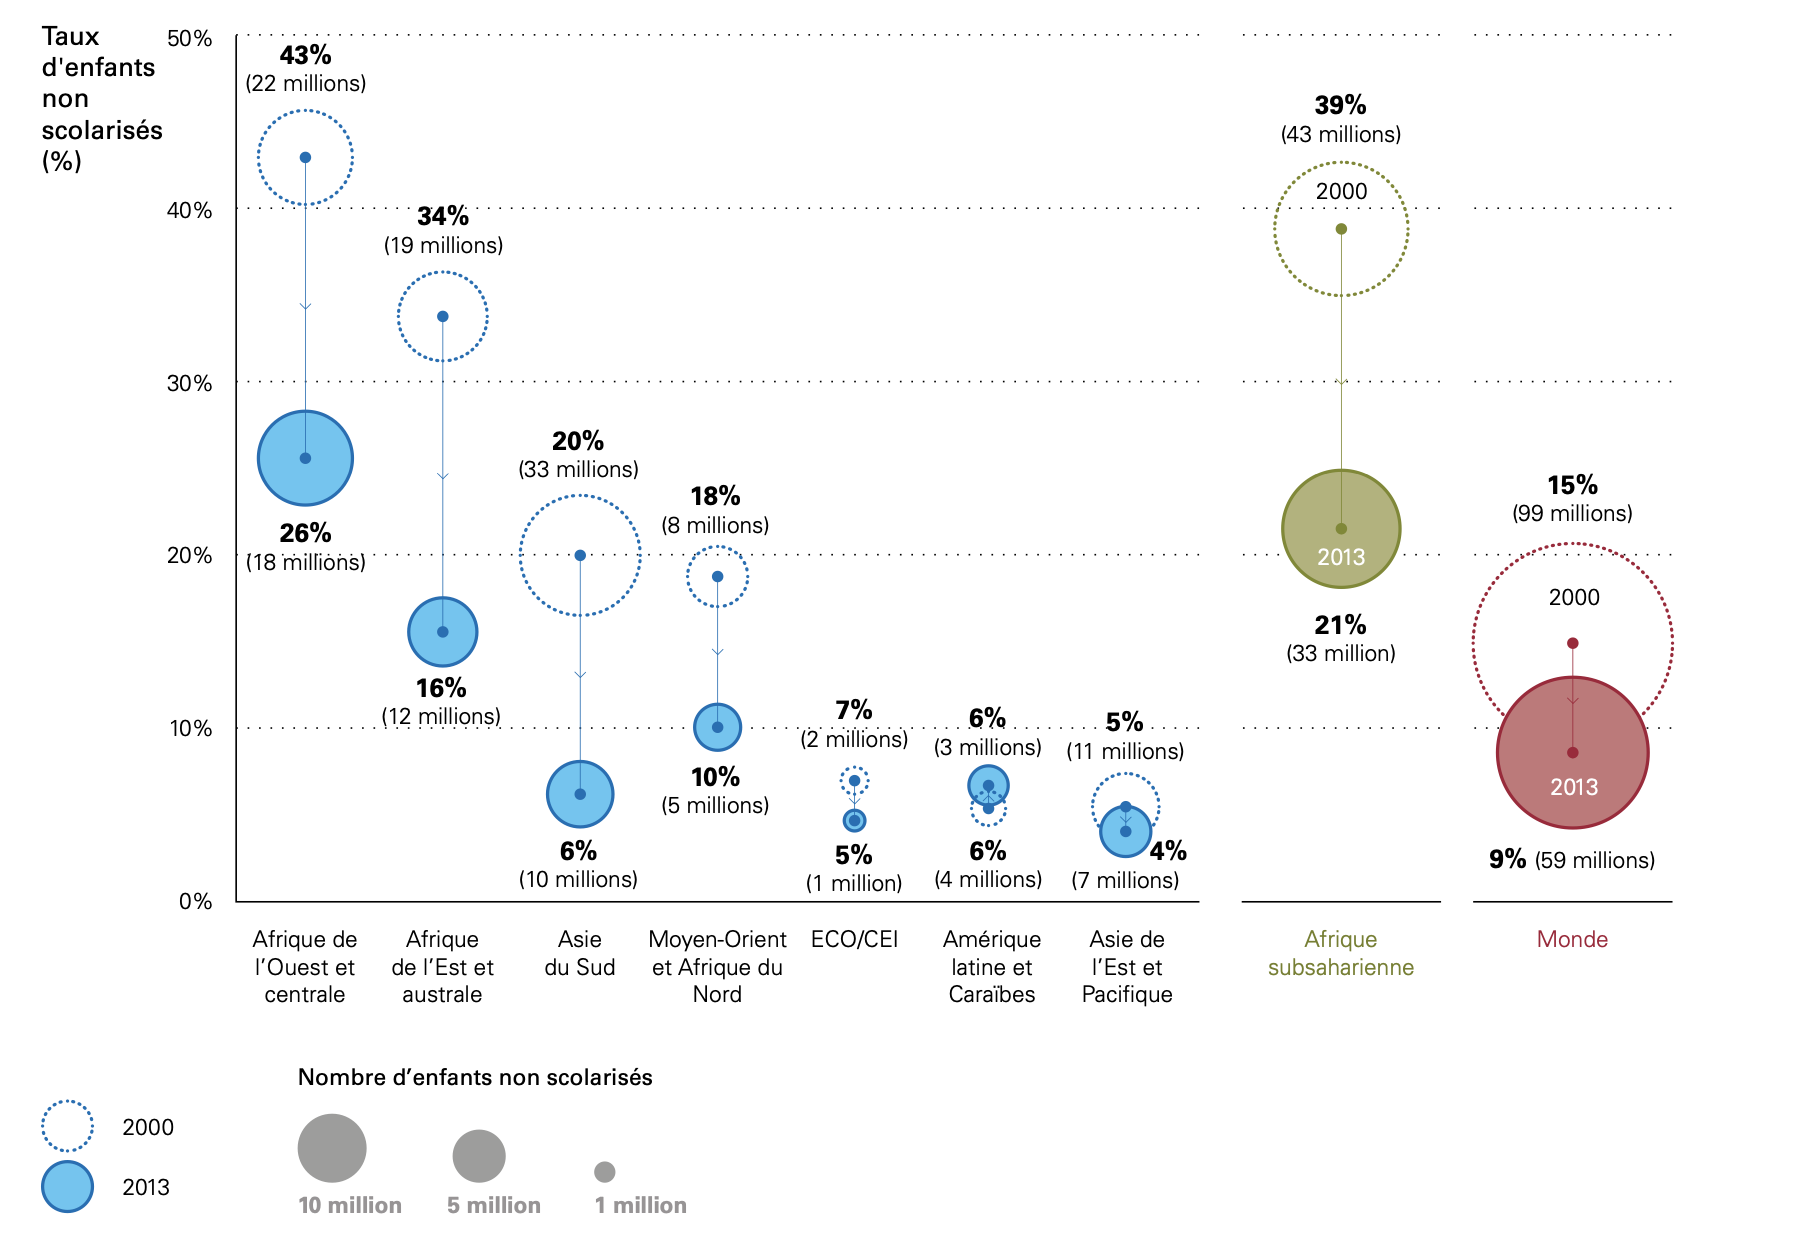 Taux
d'enfants
non
scolarisés
(%)
50%
40%
30%
20%
10%
0%
43%
(22 millions)
26%
(18 millions)
34%
(19 millions)
16%
(12 millions)
20%
(33 millions)
6%
(10 millions)
18%
(8 millions)
10%
(5 millions)
7%
(2 millions)
5%
(1 million)
6%
(3 millions)
6%
(4 millions)
5%
(11 millions)
4%
(7 millions)
39%
(43 millions)
2000
2013
21%
(33 million)
15%
(99 millions)
2000
2013
9% (59 millions)
Afrique de
l’Ouest et
centrale
Afrique
de l’Est et
australe
Asie
du Sud
Moyen-Orient
et Afrique du
Nord
ECO/CEI
Amérique
latine et
Caraïbes
Asie de
l’Est et
Pacifique
Afrique
subsaharienne
Monde
2000
2013
Nombre d’enfants non scolarisés
10 million
5 million
1 million